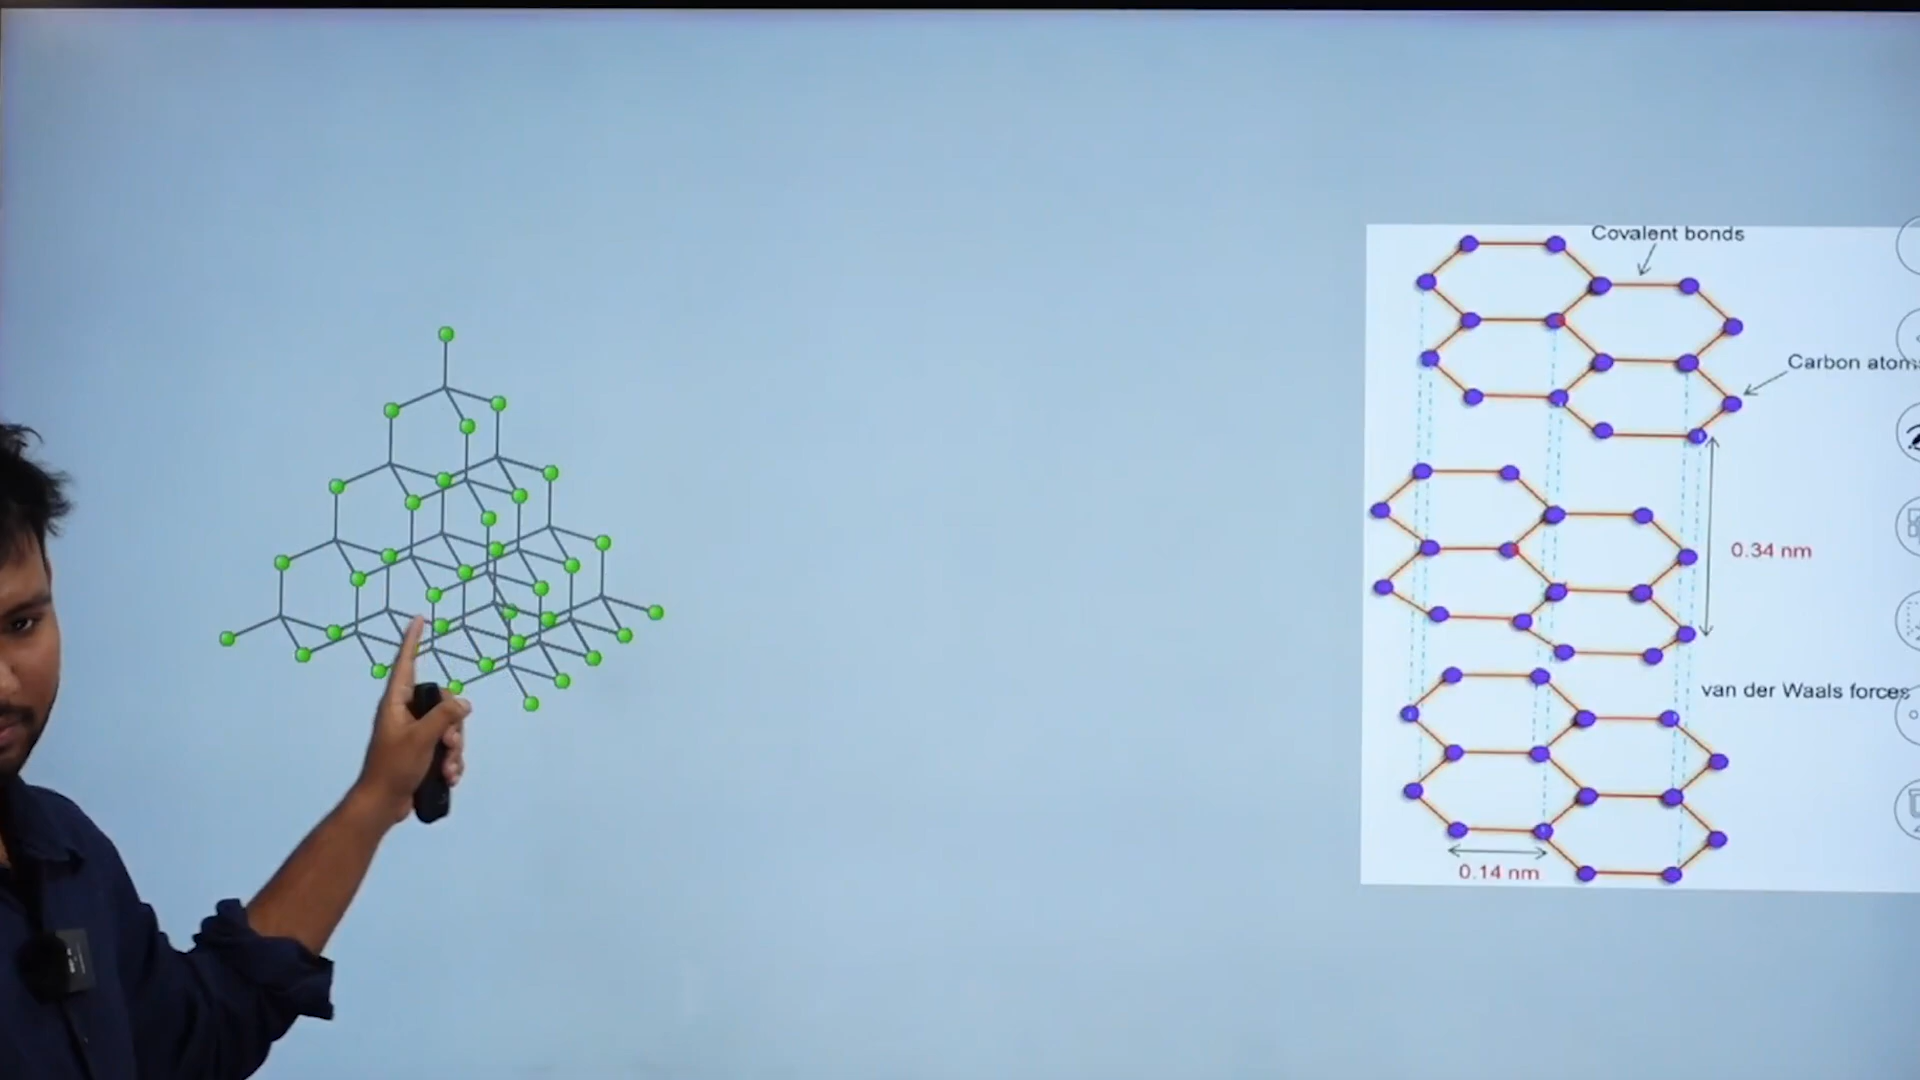 Covalent bonds
Carbon atom
0.34 nm
van der Waals forces
0.14 nm